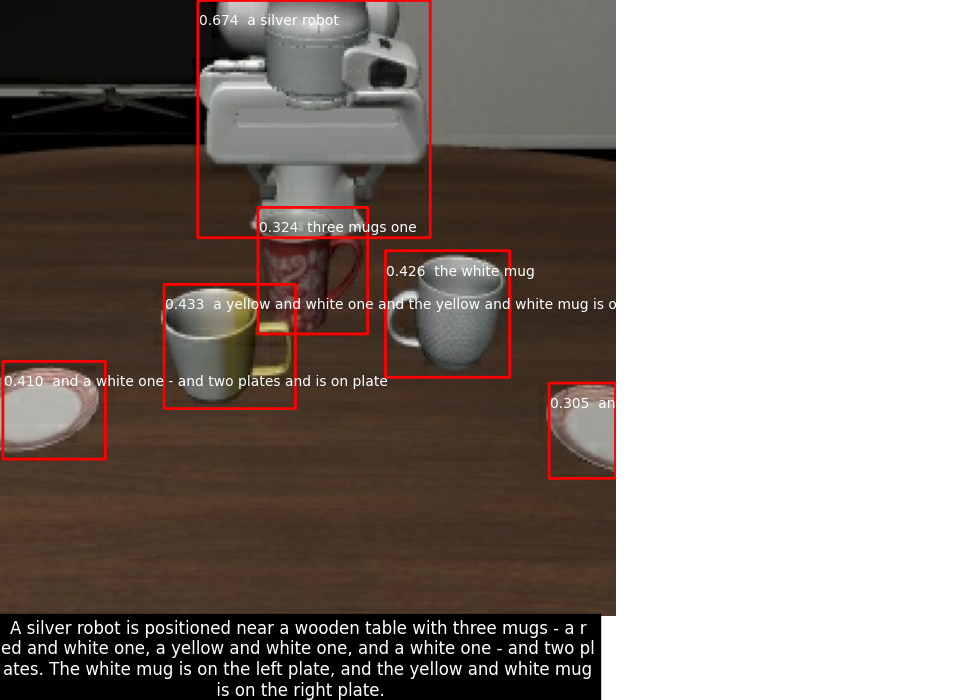 0.674 a silver robot
0.324 three mugs one
0.426 the white mug
0.433 a yellow and white one and the yellow and white mug is o
0.410 and a white one - and two plates and is on plate
0.305 an
A silver robot is positioned near a wooden table with three mugs - a r
ed and white one, a yellow and white one, and a white one - and two pl
ates. The white mug is on the left plate, and the yellow and white mug
is on the right plate.